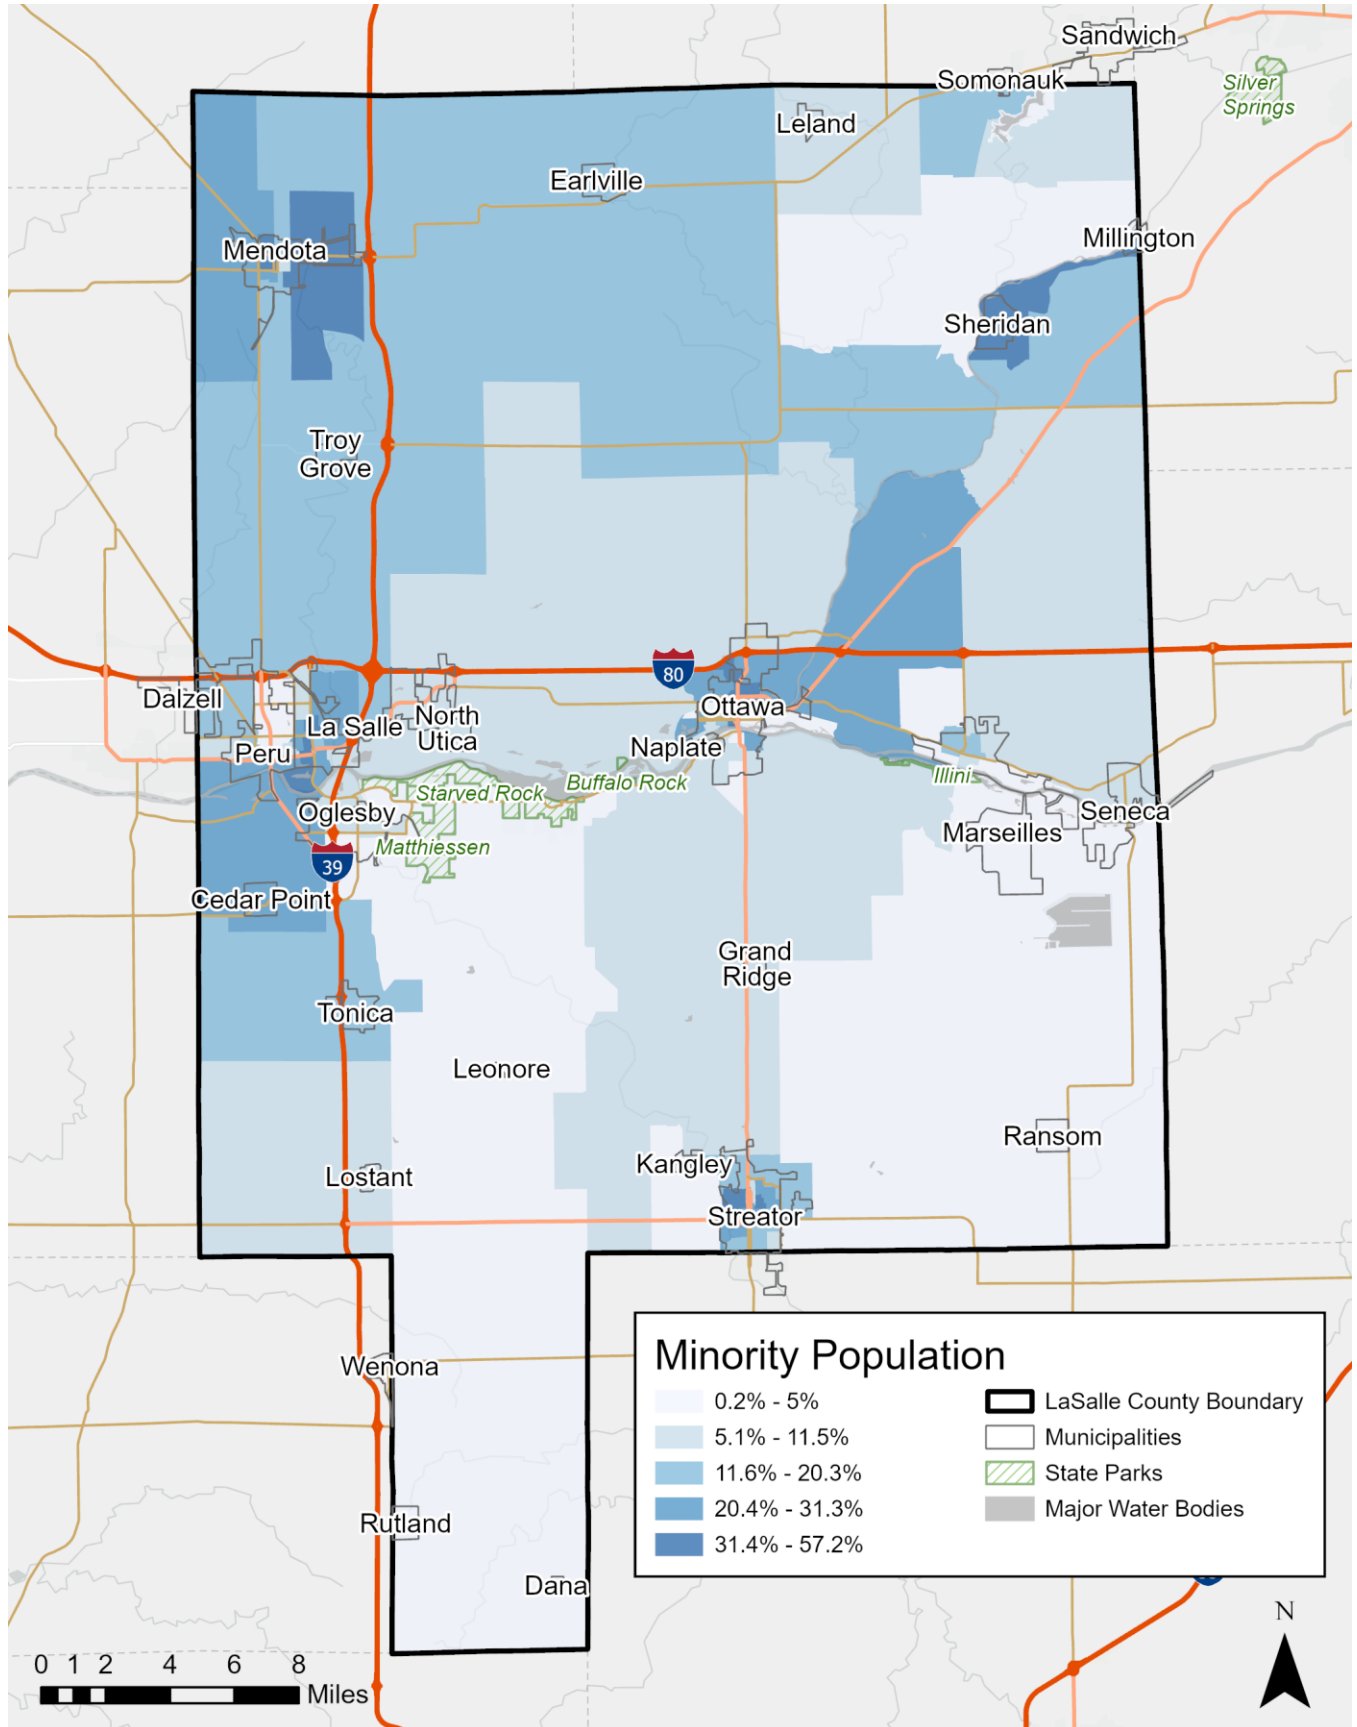 Sandwich
Somonauk
Silver
Springs
Leland
Earlville
Mendota
Millington
Sheridan
Troy
Grove
80
Dalzell
La Salle
North
Utica
Ottawa
Peru
Naplate
Buffalo Rock
Illini
Starved Rock
Oglesby
Seneca
Marseilles
Matthiessen
39
Cedar Point
Grand
Ridge
Tonica
Leonore
Ransom
Kangley
Lostant
Streator
Wenona
Rutland
Dana
Minority Population
0.2% - 5%
5.1% - 11.5%
11.6% - 20.3%
20.4% - 31.3%
31.4% - 57.2%
LaSalle County Boundary
Municipalities
State Parks
Major Water Bodies
N
0 1 2 4 6 8
Miles